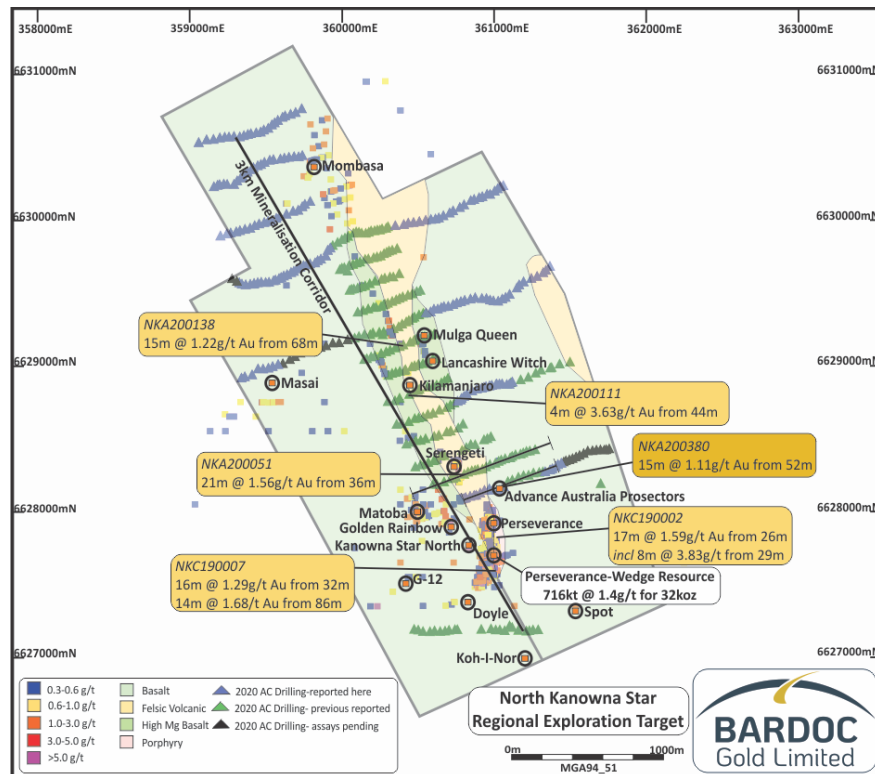 358000mE
359000mE
360000mE
361000mE
362000mE
363000mE
6631000mN
6631000mN
6630000mN
6630000mN
6629000mN
6629000mN
6628000mN
6628000mN
6627000mN
6627000mN
3km Mineralisation Corridor
Mombasa
NKA200138
15m @ 1.22g/t Au from 68m
Mulga Queen
Lancashire Witch
Masai
Kilamanjaro
NKA200111
4m @ 3.63g/t Au from 44m
Serengeti
NKA200051
21m @ 1.56g/t Au from 36m
NKA200380
15m @ 1.11g/t Au from 52m
Advance Australia Prosectors
Matoba
Golden Rainbow
Perseverance
Kanowna Star North
NKC190002
17m @ 1.59g/t Au from 26m
incl 8m @ 3.83g/t from 29m
NKC190007
16m @ 1.29g/t Au from 32m
14m @ 1.68/t Au from 86m
G-12
Perseverance-Wedge Resource
716kt @ 1.4g/t for 32koz
Doyle
Spot
Koh-I-Nor
0.3-0.6 g/t
0.6-1.0 g/t
1.0-3.0 g/t
3.0-5.0 g/t
>5.0 g/t
Basalt
Felsic Volcanic
High Mg Basalt
Porphyry
2020 AC Drilling-reported here
2020 AC Drilling- previous reported
2020 AC Drilling- assays pending
North Kanowna Star
Regional Exploration Target
0m
1000m
MGA94_51
BARDOC
Gold Limited